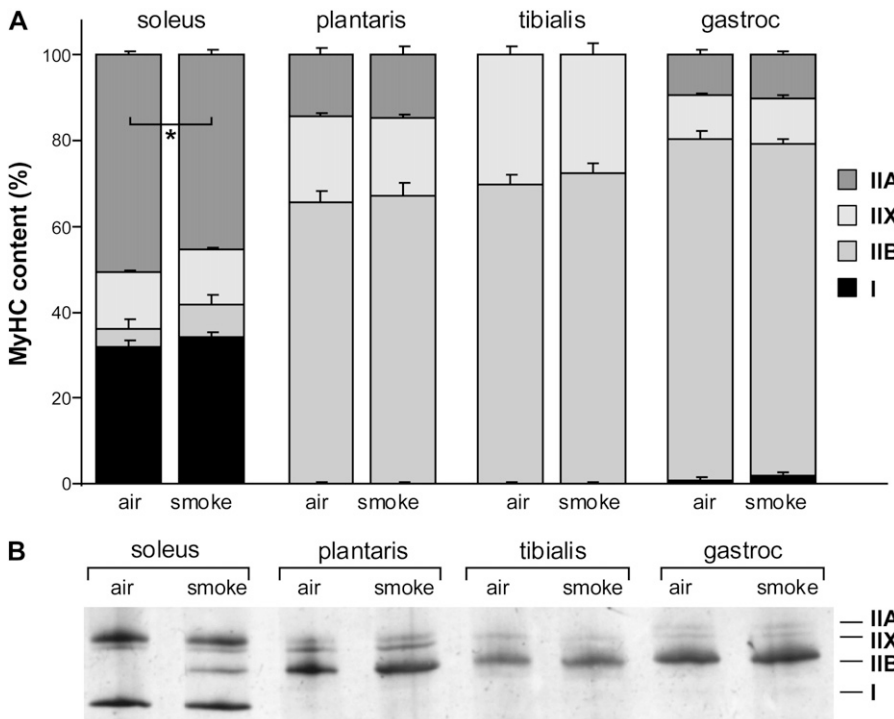 A
soleus plantaris tibialis gastroc
100
80
60
40
20
0
MyHC content (%)
*
IIA
IIX
IIB
I
air smoke air smoke air smoke air smoke
B
soleus plantaris tibialis gastroc
air smoke air smoke air smoke air smoke
IIA
IIX
IIB
I